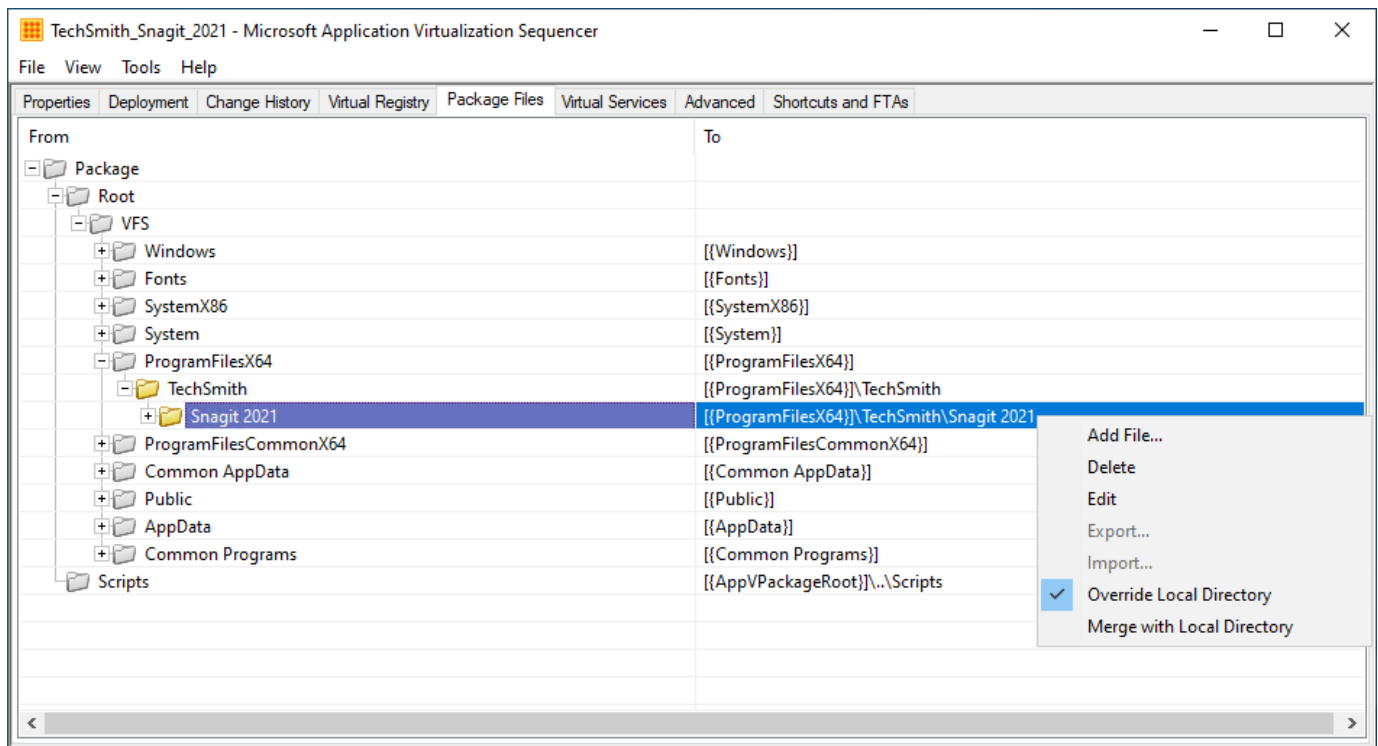 TechSmith_Snagit_2021 - Microsoft Application Virtualization Sequencer
File View Tools Help
Properties Deployment Change History Virtual Registry Package Files Virtual Services Advanced Shortcuts and FTAs
From To
Package
Root
VFS
Windows [{Windows}]
Fonts [{Fonts}]
SystemX86 [{SystemX86}]
System [{System}]
ProgramFilesX64 [{ProgramFilesX64}]
TechSmith [{ProgramFilesX64}]\TechSmith
Snagit 2021 [{ProgramFilesX64}]\TechSmith\Snagit 2021
ProgramFilesCommonX64 [{ProgramFilesCommonX64}]
Common AppData [{Common AppData}]
Public [{Public}]
AppData [{AppData}]
Common Programs [{Common Programs}]
Scripts [{AppVPackageRoot}]\..\Scripts
Add File...
Delete
Edit
Export...
Import...
Override Local Directory
Merge with Local Directory